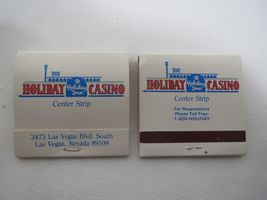 HOLIDAY Holiday Inn CASINO
Center Strip
3473 Las Vegas Blvd. South
Las Vegas, Nevada 89109
HOLIDAY Holiday Inn CASINO
Center Strip
For Reservations
Phone Toll Free:
1-800-HOLIDAY